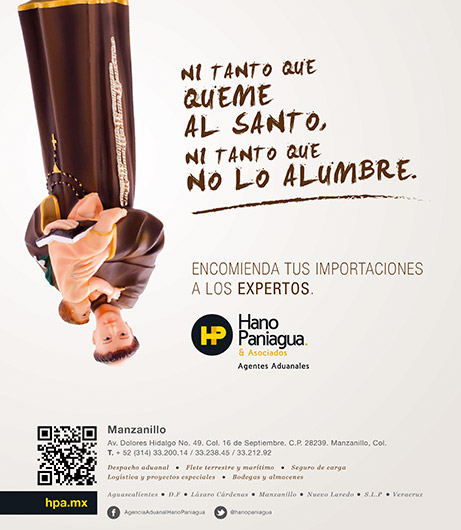 NI TANTO QUE
QUEME
AL SANTO,
NI TANTO QUE
NO LO ALUMBRE.
ENCOMIENDA TUS IMPORTACIONES
A LOS EXPERTOS.
HP
Hano
Paniagua.
& Asociados
Agentes Aduanales
Manzanillo
Av. Dolores Hidalgo No. 49. Col. 16 de Septiembre. C.P. 28239. Manzanillo, Col.
T. + 52 (314) 33.200.14 / 33.238.45 / 33.212.92
Despacho aduanal • Flete terrestre y marítimo • Seguro de carga
Logística y proyectos especiales • Bodegas y almacenes
Aguascalientes • D.F • Lázaro Cárdenas • Manzanillo • Nuevo Laredo • S.L.P • Veracruz
hpa.mx
AgenciaAduanalHanoPaniagua
@hanopaniagua